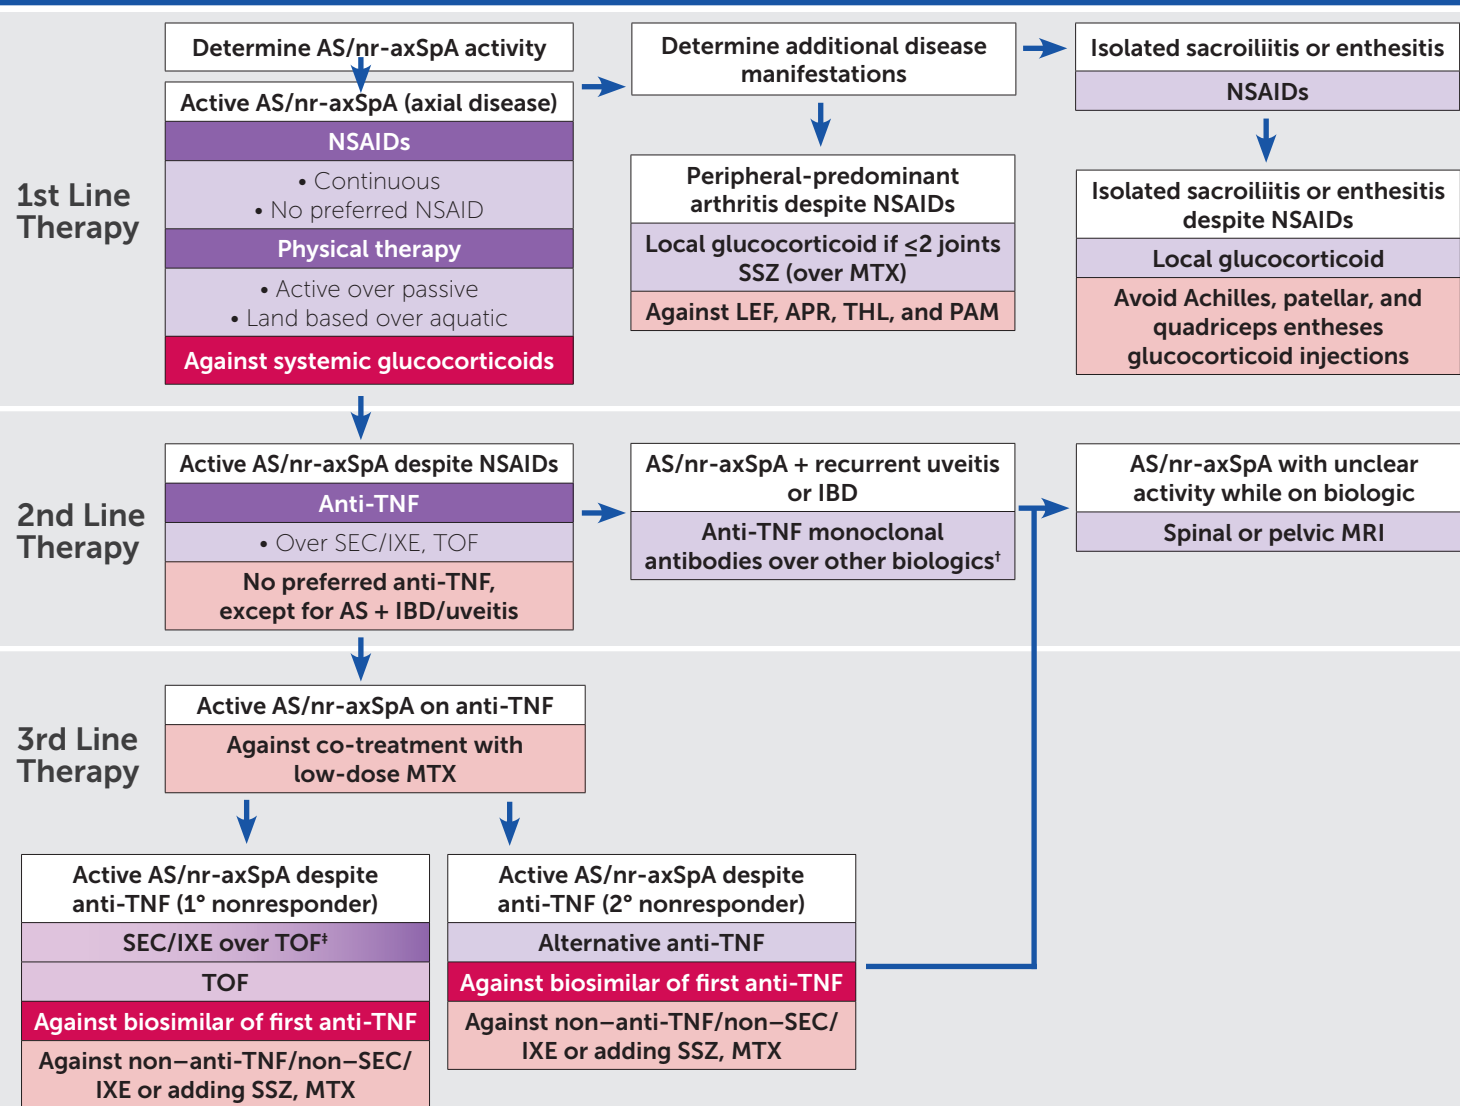 1st Line
Therapy
Determine AS/nr-axSpA activity
Active AS/nr-axSpA (axial disease)
NSAIDs
• Continuous
• No preferred NSAID
Physical therapy
• Active over passive
• Land based over aquatic
Against systemic glucocorticoids
Determine additional disease
manifestations
Peripheral-predominant
arthritis despite NSAIDs
Local glucocorticoid if ≤2 joints
SSZ (over MTX)
Against LEF, APR, THL, and PAM
Isolated sacroiliitis or enthesitis
NSAIDs
Isolated sacroiliitis or enthesitis
despite NSAIDs
Local glucocorticoid
Avoid Achilles, patellar, and
quadriceps entheses
glucocorticoid injections
2nd Line
Therapy
Active AS/nr-axSpA despite NSAIDs
Anti-TNF
• Over SEC/IXE, TOF
No preferred anti-TNF,
except for AS + IBD/uveitis
AS/nr-axSpA + recurrent uveitis
or IBD
Anti-TNF monoclonal
antibodies over other biologics†
AS/nr-axSpA with unclear
activity while on biologic
Spinal or pelvic MRI
3rd Line
Therapy
Active AS/nr-axSpA on anti-TNF
Against co-treatment with
low-dose MTX
Active AS/nr-axSpA despite
anti-TNF (1° nonresponder)
SEC/IXE over TOF‡
TOF
Against biosimilar of first anti-TNF
Against non–anti-TNF/non–SEC/
IXE or adding SSZ, MTX
Active AS/nr-axSpA despite
anti-TNF (2° nonresponder)
Alternative anti-TNF
Against biosimilar of first anti-TNF
Against non–anti-TNF/non–SEC/
IXE or adding SSZ, MTX